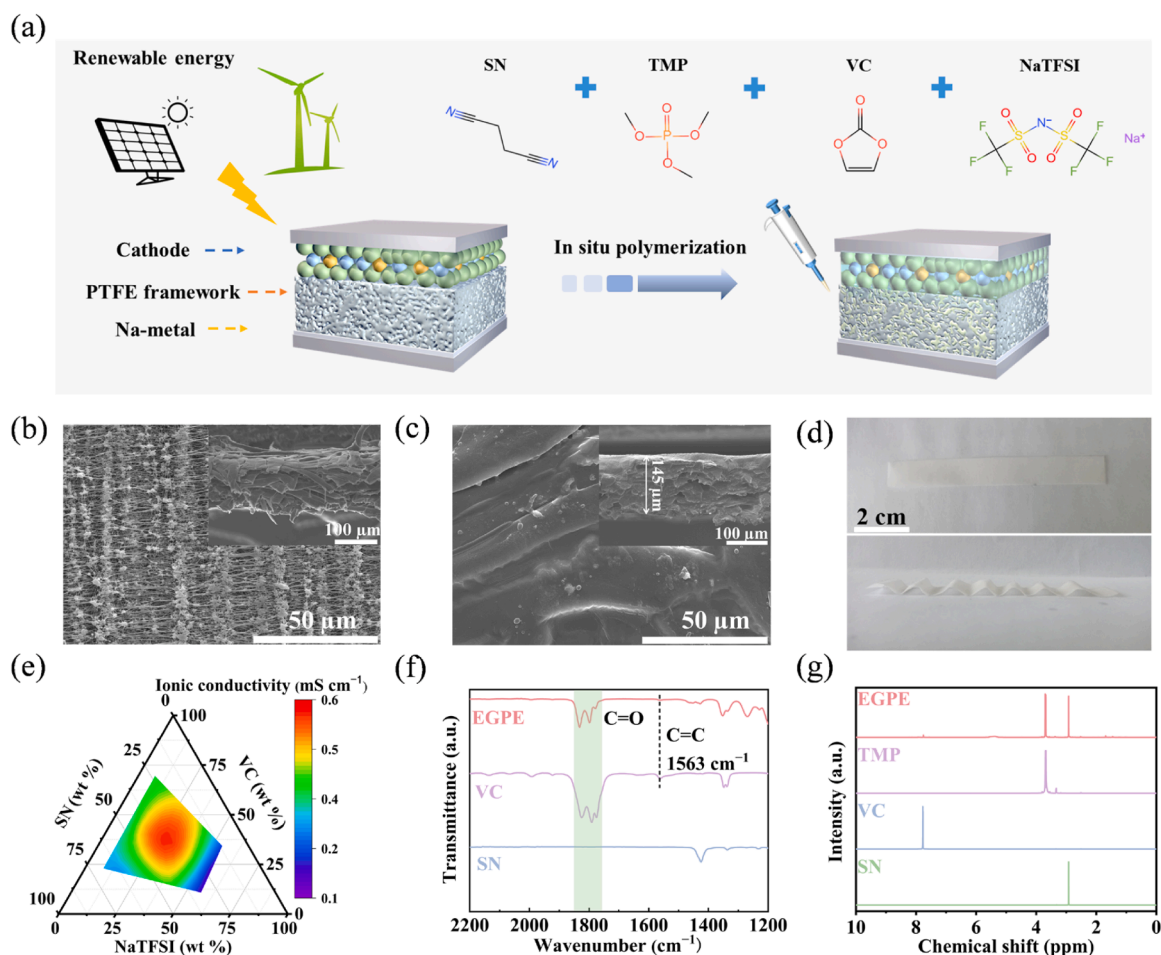 (a)
Renewable energy
SN
TMP
VC
NaTFSI
N
N
O
O
P
O
O
O
O
O
F
F
F
O
O
S
N⁻
S
O
O
F
F
F
Na⁺
Cathode
PTFE framework
Na-metal
In situ polymerization
(b)
100 μm
50 μm
(c)
145 μm
100 μm
50 μm
(d)
2 cm
(e)
Ionic conductivity (mS cm⁻¹)
0
100
25
75
50
50
75
25
100
0
SN (wt %)
VC (wt %)
0
25
50
75
100
NaTFSI (wt %)
0.6
0.5
0.4
0.3
0.2
0.1
(f)
Transmittance (a.u.)
EGPE
VC
SN
C=O
C=C
1563 cm⁻¹
2200
2000
1800
1600
1400
1200
Wavenumber (cm⁻¹)
(g)
Intensity (a.u.)
EGPE
TMP
VC
SN
10
8
6
4
2
0
Chemical shift (ppm)